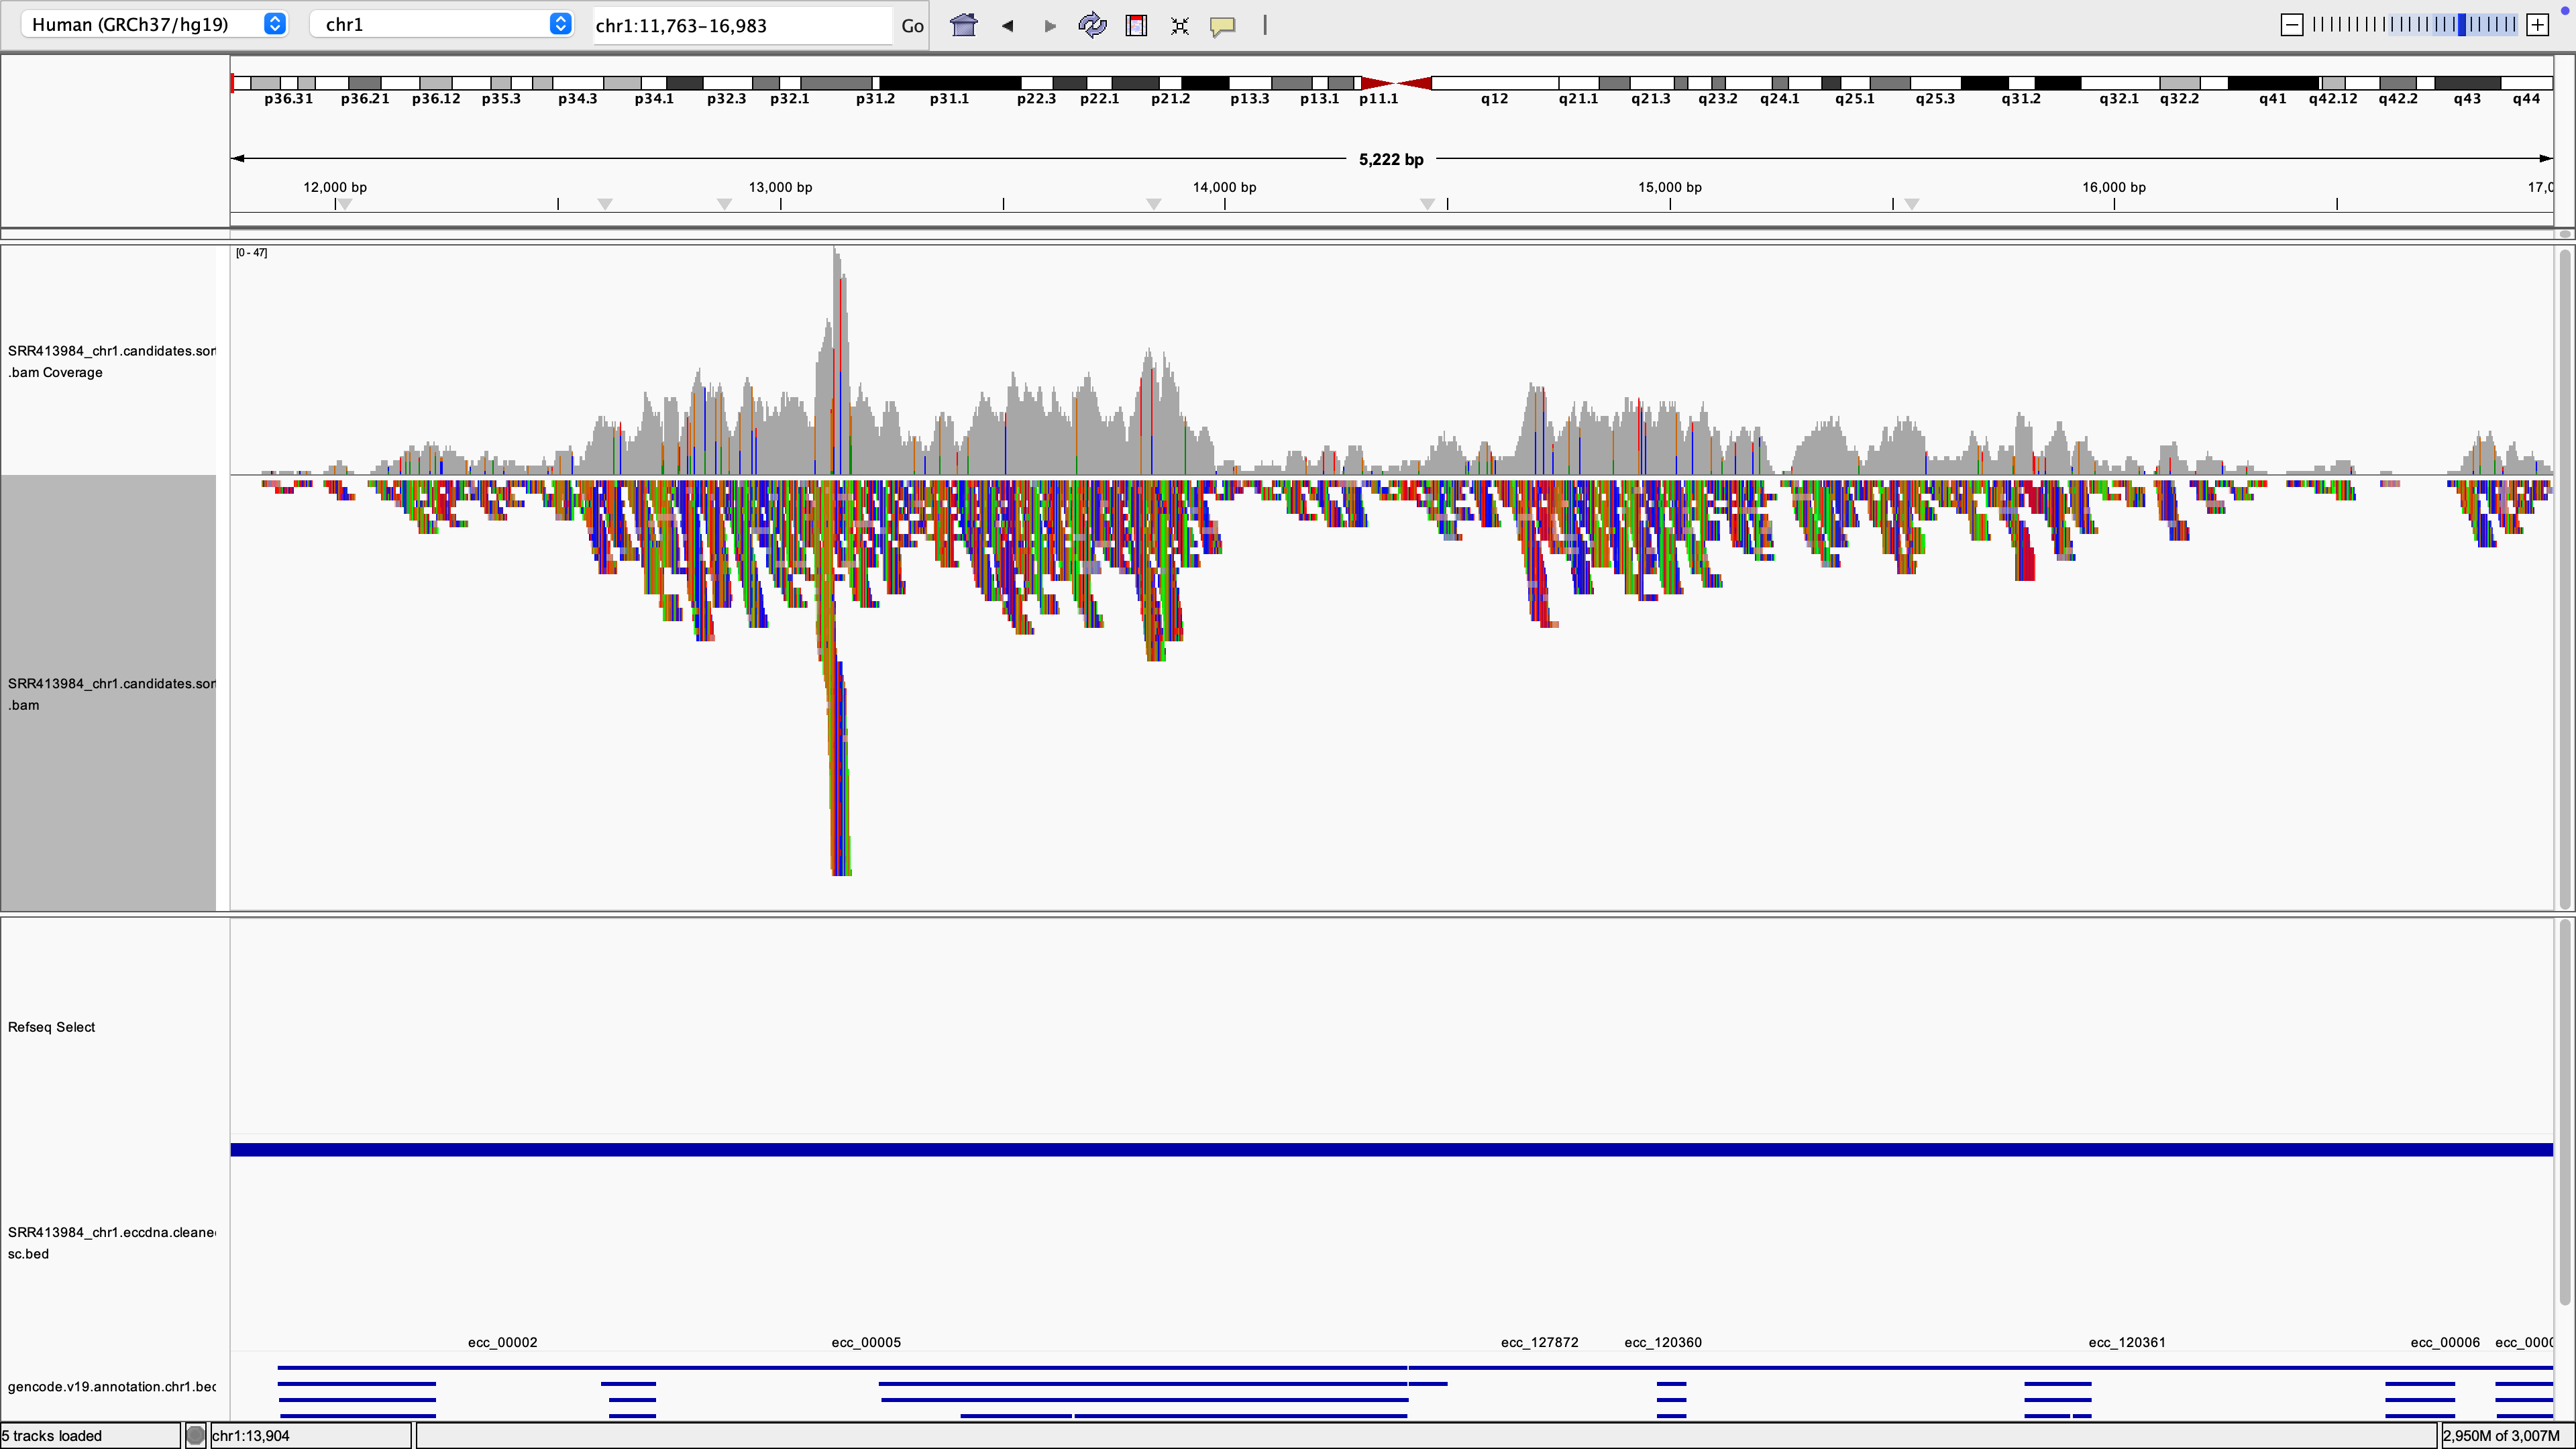 Human (GRCh37/hg19) chr1 chr1:11,763-16,983 Go
p36.31 p36.21 p36.12 p35.3 p34.3 p34.1 p32.3 p32.1 p31.2 p31.1 p22.3 p22.1 p21.2 p13.3 p13.1 p11.1 q12 q21.1 q21.3 q23.2 q24.1 q25.1 q25.3 q31.2 q32.1 q32.2 q41 q42.12 q42.2 q43 q44
5,222 bp
12,000 bp 13,000 bp 14,000 bp 15,000 bp 16,000 bp 17,0
[0 - 47]
SRR413984_chr1.candidates.sor
.bam Coverage
SRR413984_chr1.candidates.sor
.bam
Refseq Select
SRR413984_chr1.eccdna.cleane
sc.bed
ecc_00002 ecc_00005 ecc_127872 ecc_120360 ecc_120361 ecc_00006 ecc_000
gencode.v19.annotation.chr1.bec
5 tracks loaded chr1:13,904 2,950M of 3,007M